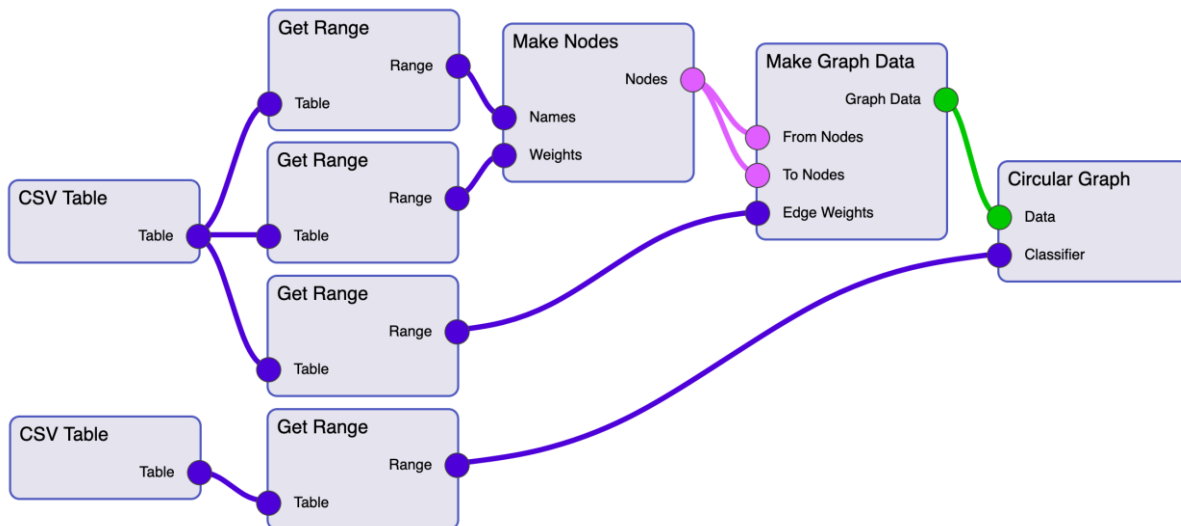 Get Range
Range
Table
Make Nodes
Nodes
Names
Weights
Make Graph Data
Graph Data
From Nodes
To Nodes
Edge Weights
Get Range
Range
Table
CSV Table
Table
Circular Graph
Data
Classifier
Get Range
Range
Table
CSV Table
Table
Get Range
Range
Table